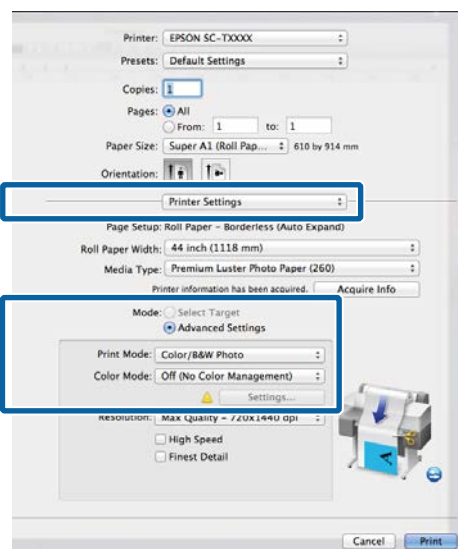 Printer: EPSON SC-TXXXX
Presets: Default Settings
Copies: 1
Pages: All
From: 1 to: 1
Paper Size: Super A1 (Roll Pap... 610 by 914 mm
Orientation:
Printer Settings
Page Setup: Roll Paper - Borderless (Auto Expand)
Roll Paper Width: 44 inch (1118 mm)
Media Type: Premium Luster Photo Paper (260)
Printer information has been acquired. Acquire Info
Mode: Select Target
Advanced Settings
Print Mode: Color/B&W Photo
Color Mode: Off (No Color Management)
Settings...
Resolution: Max Quality - 720x1440 dpi
High Speed
Finest Detail
A
Cancel Print